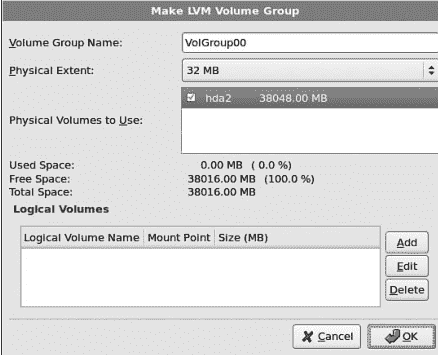 Make LVM Volume Group
Volume Group Name: VolGroup00
Physical Extent: 32 MB
Physical Volumes to Use: hda2 38048.00 MB
Used Space: 0.00 MB ( 0.0 %)
Free Space: 38016.00 MB (100.0 %)
Total Space: 38016.00 MB
Logical Volumes
Logical Volume Name Mount Point Size (MB)
Add
Edit
Delete
Cancel OK